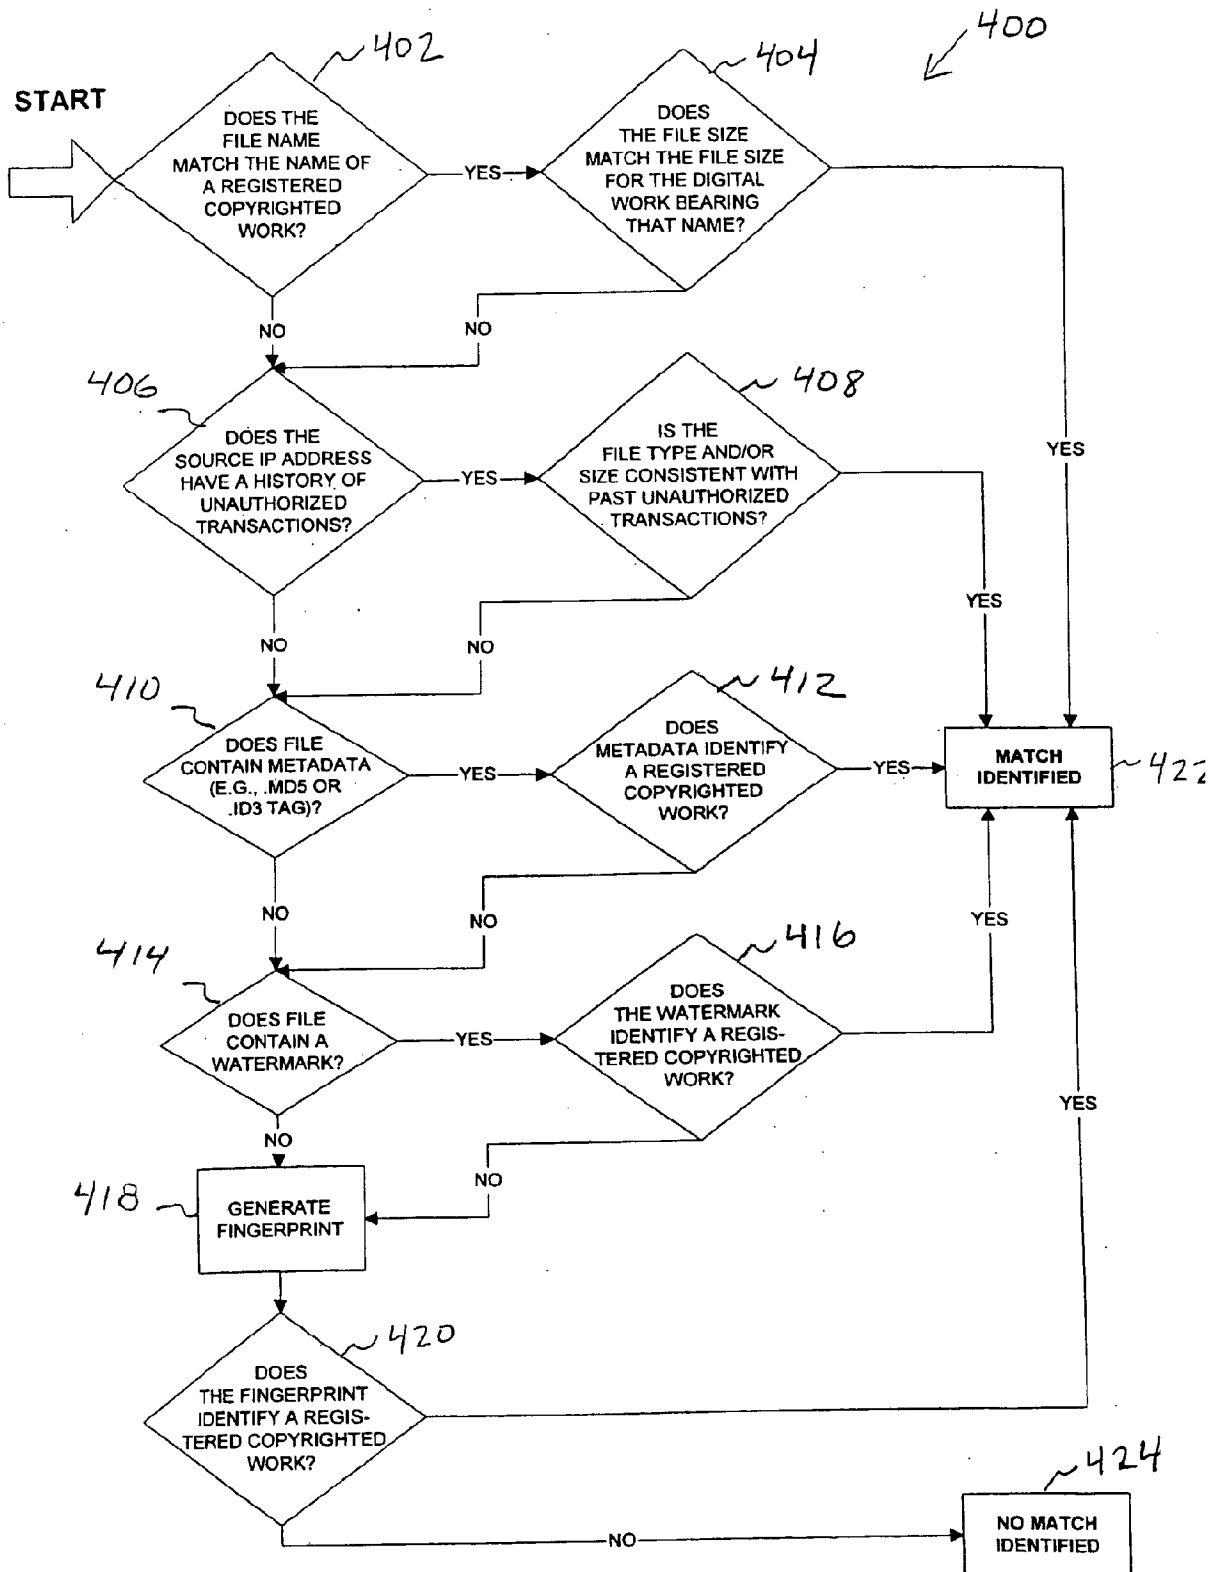 400
402
404
START
DOES THE
FILE NAME
MATCH THE NAME OF
A REGISTERED
COPYRIGHTED
WORK?
YES
DOES
THE FILE SIZE
MATCH THE FILE SIZE
FOR THE DIGITAL
WORK BEARING
THAT NAME?
NO
NO
YES
406
408
DOES THE
SOURCE IP ADDRESS
HAVE A HISTORY OF
UNAUTHORIZED
TRANSACTIONS?
YES
IS THE
FILE TYPE AND/OR
SIZE CONSISTENT WITH
PAST UNAUTHORIZED
TRANSACTIONS?
YES
NO
NO
410
412
DOES FILE
CONTAIN METADATA
(E.G., .MD5 OR
.ID3 TAG)?
YES
DOES
METADATA IDENTIFY
A REGISTERED
COPYRIGHTED
WORK?
YES
MATCH
IDENTIFIED
422
NO
NO
YES
414
416
DOES FILE
CONTAIN A
WATERMARK?
YES
DOES
THE WATERMARK
IDENTIFY A REGIS-
TERED COPYRIGHTED
WORK?
YES
NO
NO
418
GENERATE
FINGERPRINT
420
DOES
THE FINGERPRINT
IDENTIFY A REGIS-
TERED COPYRIGHTED
WORK?
424
NO
NO MATCH
IDENTIFIED